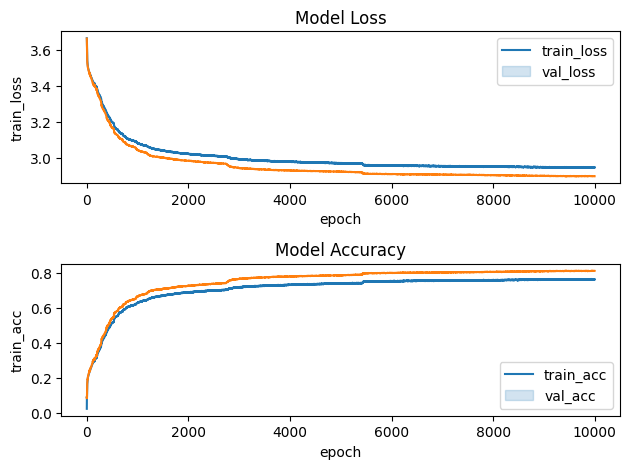 Model Loss
3.6
3.4
3.2
3.0
train_loss
train_loss
val_loss
0 2000 4000 6000 8000 10000
epoch
Model Accuracy
0.8
0.6
0.4
0.2
0.0
train_acc
train_acc
val_acc
0 2000 4000 6000 8000 10000
epoch